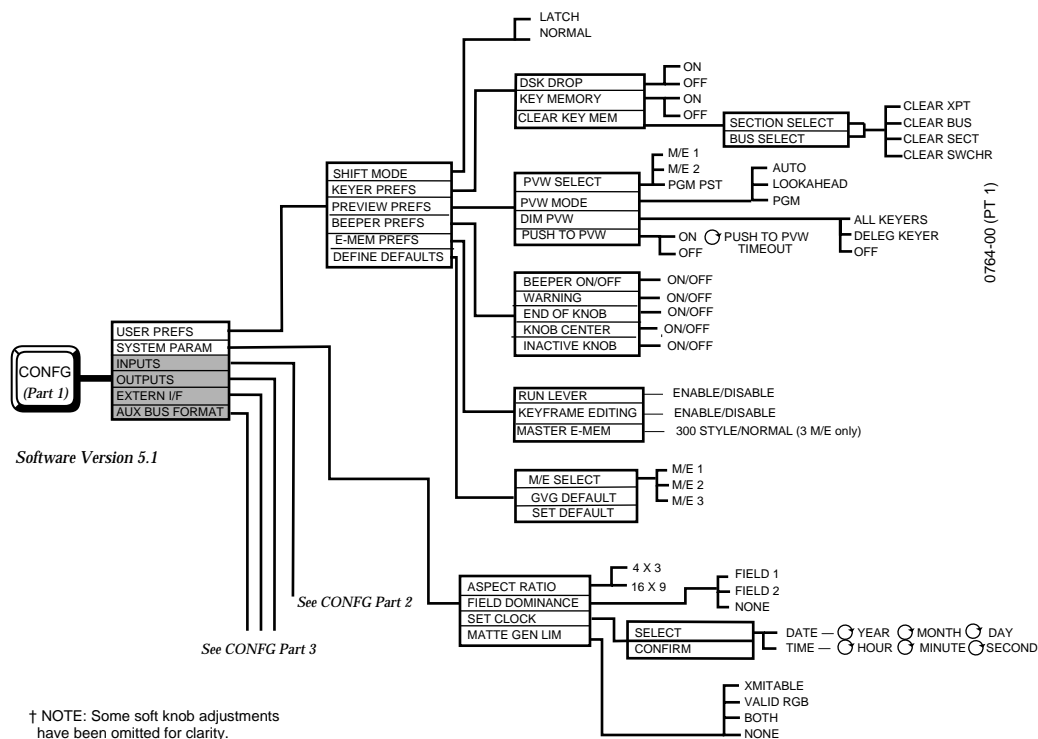 LATCH
NORMAL
DSK DROP
KEY MEMORY
CLEAR KEY MEM
ON
OFF
ON
OFF
SECTION SELECT
BUS SELECT
CLEAR XPT
CLEAR BUS
CLEAR SECT
CLEAR SWCHR
SHIFT MODE
KEYER PREFS
PREVIEW PREFS
BEEPER PREFS
E-MEM PREFS
DEFINE DEFAULTS
PVW SELECT
PVW MODE
DIM PVW
PUSH TO PVW
M/E 1
M/E 2
PGM PST
AUTO
LOOKAHEAD
PGM
ALL KEYERS
DELEG KEYER
OFF
ON PUSH TO PVW
TIMEOUT
OFF
0764-00 (PT 1)
BEEPER ON/OFF ON/OFF
WARNING ON/OFF
END OF KNOB ON/OFF
KNOB CENTER ON/OFF
INACTIVE KNOB ON/OFF
CONFG
(Part 1)
USER PREFS
SYSTEM PARAM
INPUTS
OUTPUTS
EXTERN I/F
AUX BUS FORMAT
Software Version 5.1
RUN LEVER ENABLE/DISABLE
KEYFRAME EDITING ENABLE/DISABLE
MASTER E-MEM 300 STYLE/NORMAL (3 M/E only)
M/E SELECT
GVG DEFAULT
SET DEFAULT
M/E 1
M/E 2
M/E 3
See CONFG Part 2
See CONFG Part 3
ASPECT RATIO
FIELD DOMINANCE
SET CLOCK
MATTE GEN LIM
4 X 3
16 X 9
FIELD 1
FIELD 2
NONE
SELECT
CONFIRM
DATE — YEAR MONTH DAY
TIME — HOUR MINUTE SECOND
XMITABLE
VALID RGB
BOTH
NONE
† NOTE: Some soft knob adjustments
have been omitted for clarity.